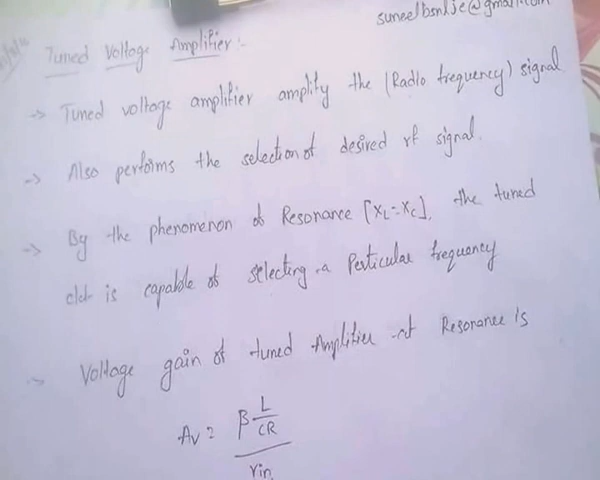 suneelbsnlje@gmail.com
Tuned Voltage Amplifier:-
-> Tuned voltage amplifier amplify the (Radio frequency) signal
-> Also performs the selection of desired rf signal.
-> By the phenomenon of Resonance [XL=XC], the tuned
ckt is capable of selecting a Perticular frequency
-> Voltage gain of tuned Amplifier at Resonance is
Av = β L/CR
rin